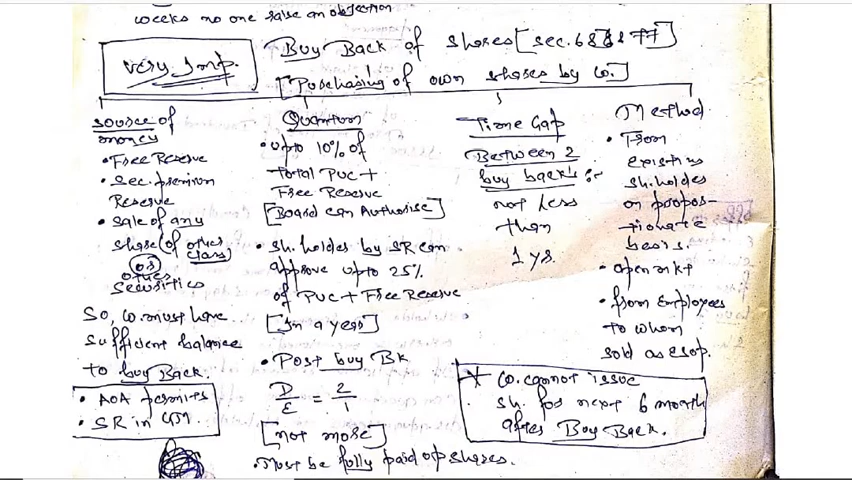 weeks no one raise an objection
Very Imp.
Buy Back of shares [Sec. 68 & 77]
[Purchasing of own shares by co.]
Source of
money
• Free Reserve
• Sec. premium
Reserve
• Sale of any
share (of other
class)
(or)
other
Securities
So, co. must have
sufficient balance
to buy Back.
• AOA permits
• SR in GM
Quantum
• Upto 10% of
Total PUC +
Free Reserve
[Board can Authorise]
• Sh. holder by SR can
approve upto 25%
of PUC + Free Reserve
[In a year]
• Post buy Bk
D/E = 2/1
[not more]
• Must be fully paid up shares.
Time Gap
Between 2
buy backs :-
not less
than
1 yr.
Method
• From
existing
sh. holder
on propor-
tionate
basis.
• open mkt
• from Employees
to whom
sold as ESOP.
* Co. cannot issue
sh. for next 6 month
after Buy Back.